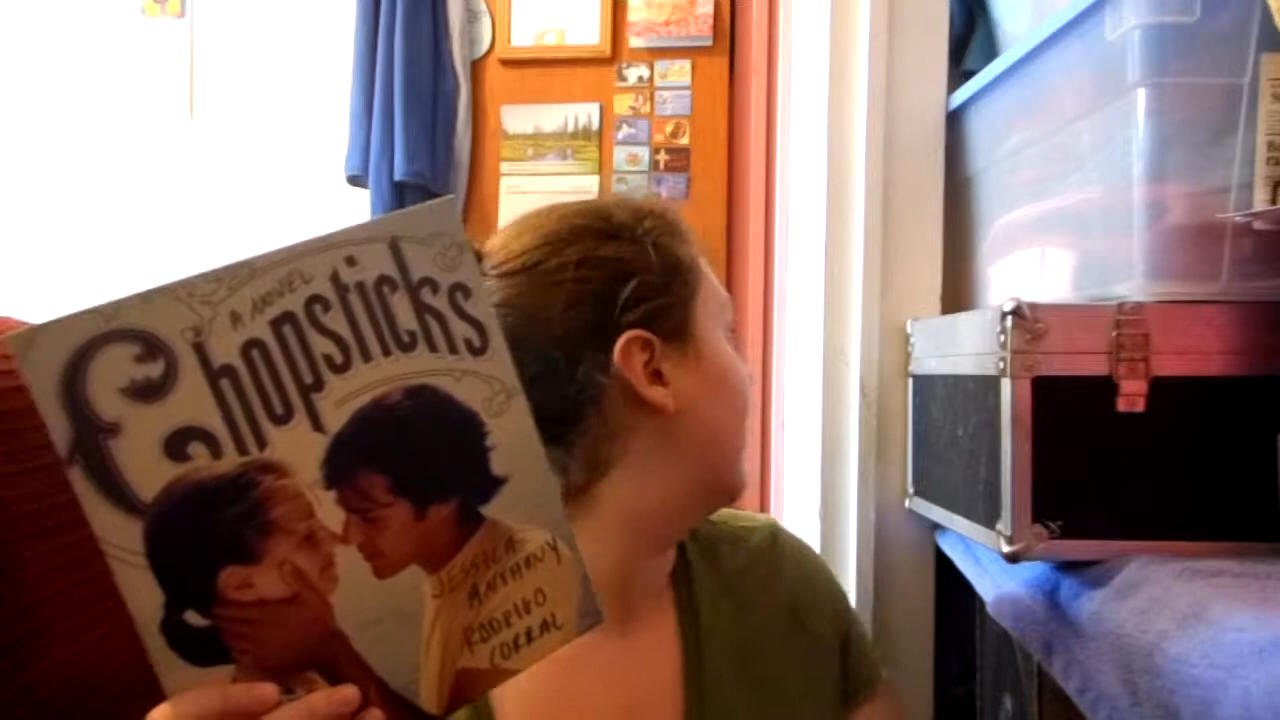 A NOVEL
Chopsticks
JESSICA
ANTHONY
RODRIGO
CORRAL